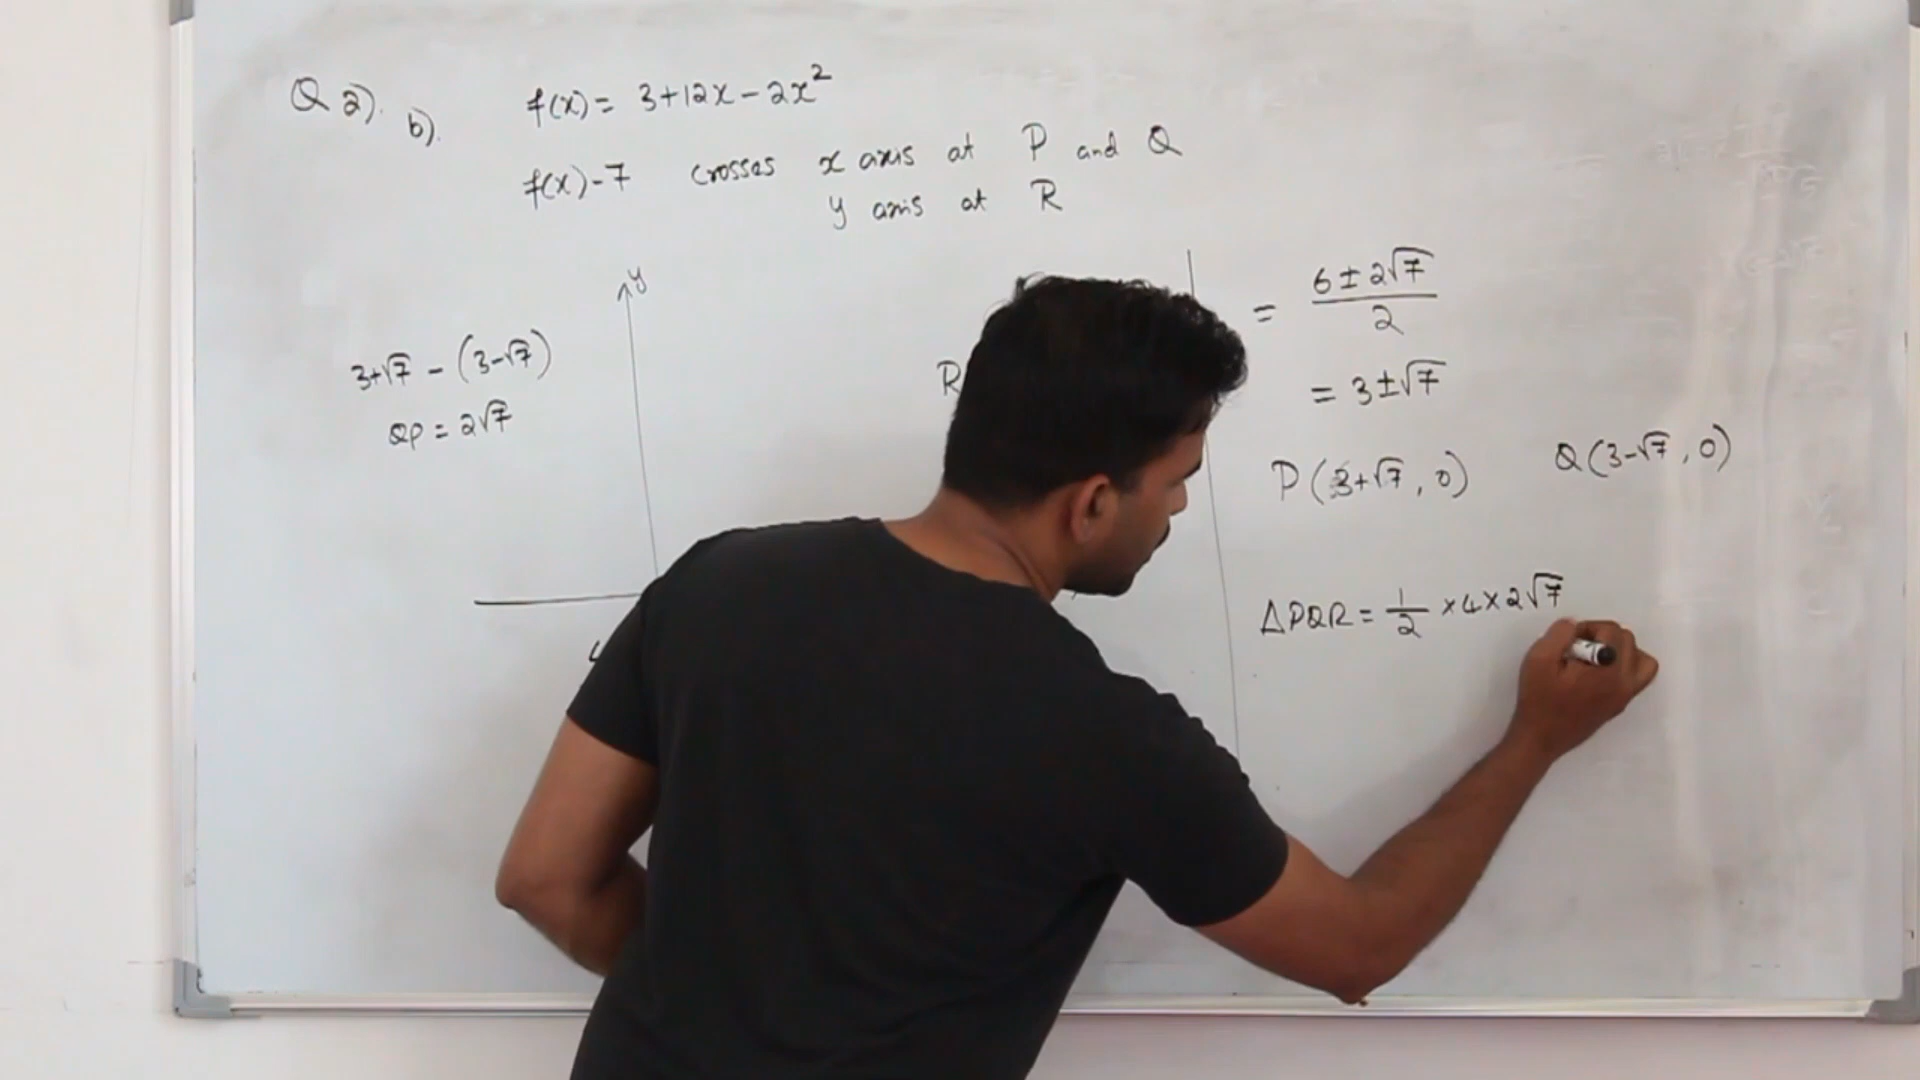 Q 2). b). f(x) = 3+12x-2x²
f(x)-7 crosses x axis at P and Q
y axis at R
y
3+√7 - (3-√7)
QP = 2√7
R
= (6 ± 2√7)/2
= 3±√7
P (3+√7, 0) Q (3-√7, 0)
ΔPQR = 1/2 × 4 × 2√7